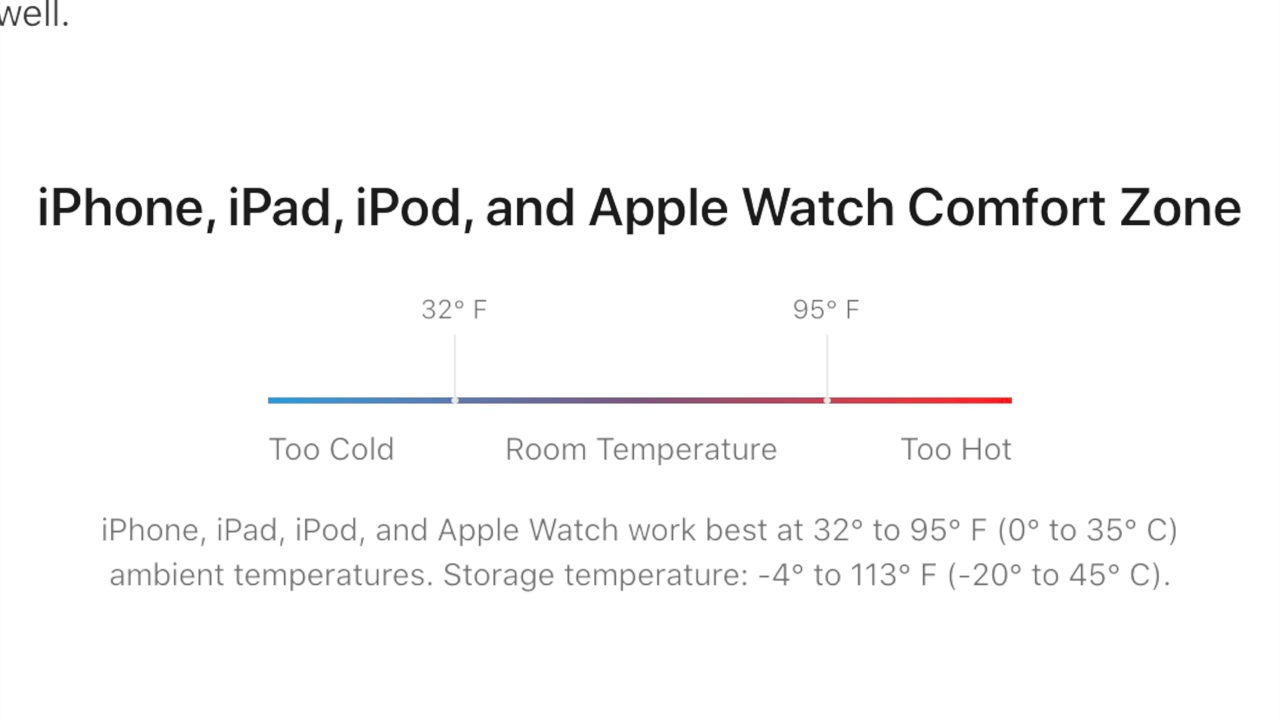 well.
iPhone, iPad, iPod, and Apple Watch Comfort Zone
32° F 95° F
Too Cold Room Temperature Too Hot
iPhone, iPad, iPod, and Apple Watch work best at 32° to 95° F (0° to 35° C)
ambient temperatures. Storage temperature: -4° to 113° F (-20° to 45° C).